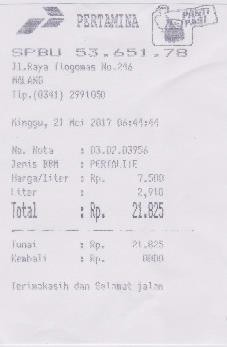 PERTAMINA
PASTI PAS!
SPBU 53.651.78
Jl.Raya Tlogomas No.246
MALANG
Tlp.(0341) 2991050
Minggu, 21 Mei 2017 06:44:44
No. Nota : 03.02.03956
Jenis BBM : PERTALITE
Harga/Liter : Rp. 7,500
Liter : 2,910
Total : Rp. 21.825
Tunai : Rp. 21.825
Kembali : Rp. 0000
Terimakasih dan Selamat jalan